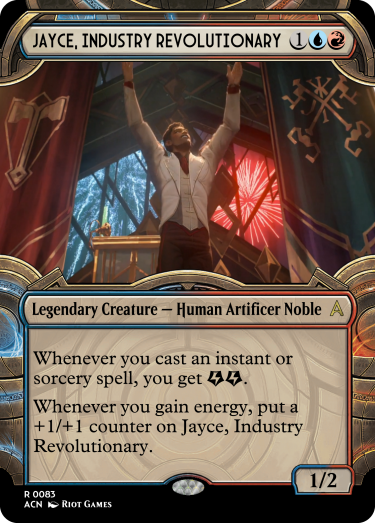 JAYCE, INDUSTRY REVOLUTIONARY 1
Legendary Creature — Human Artificer Noble
Whenever you cast an instant or
sorcery spell, you get .
Whenever you gain energy, put a
+1/+1 counter on Jayce, Industry
Revolutionary.
1/2
R 0083
ACN RIOT GAMES